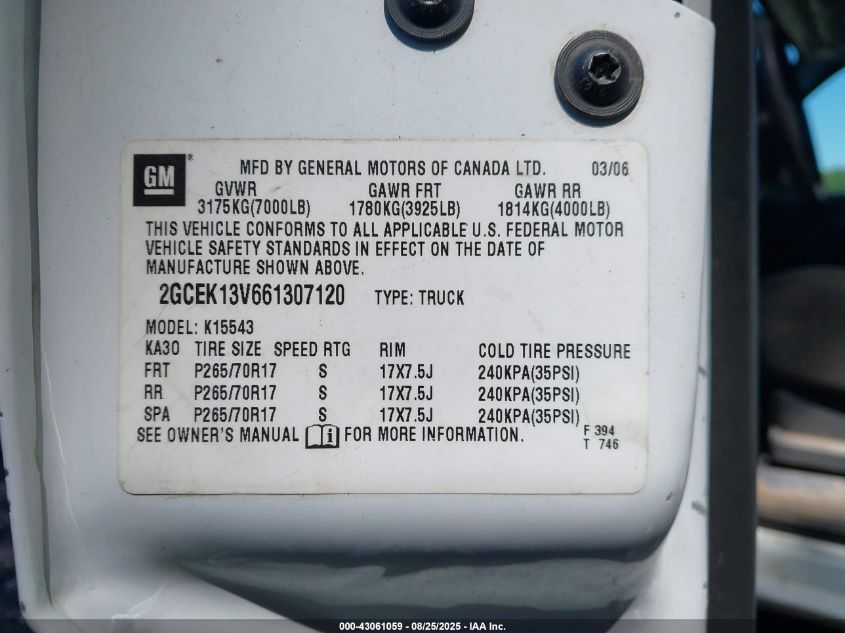 GM
MFD BY GENERAL MOTORS OF CANADA LTD. 03/06
GVWR GAWR FRT GAWR RR
3175KG(7000LB) 1780KG(3925LB) 1814KG(4000LB)
THIS VEHICLE CONFORMS TO ALL APPLICABLE U.S. FEDERAL MOTOR
VEHICLE SAFETY STANDARDS IN EFFECT ON THE DATE OF
MANUFACTURE SHOWN ABOVE.
2GCEK13V661307120 TYPE: TRUCK
MODEL: K15543
KA30 TIRE SIZE SPEED RTG RIM COLD TIRE PRESSURE
FRT P265/70R17 S 17X7.5J 240KPA(35PSI)
RR P265/70R17 S 17X7.5J 240KPA(35PSI)
SPA P265/70R17 S 17X7.5J 240KPA(35PSI)
SEE OWNER'S MANUAL FOR MORE INFORMATION.
F 394
T 746
000-43061059 - 08/25/2025 - IAA Inc.